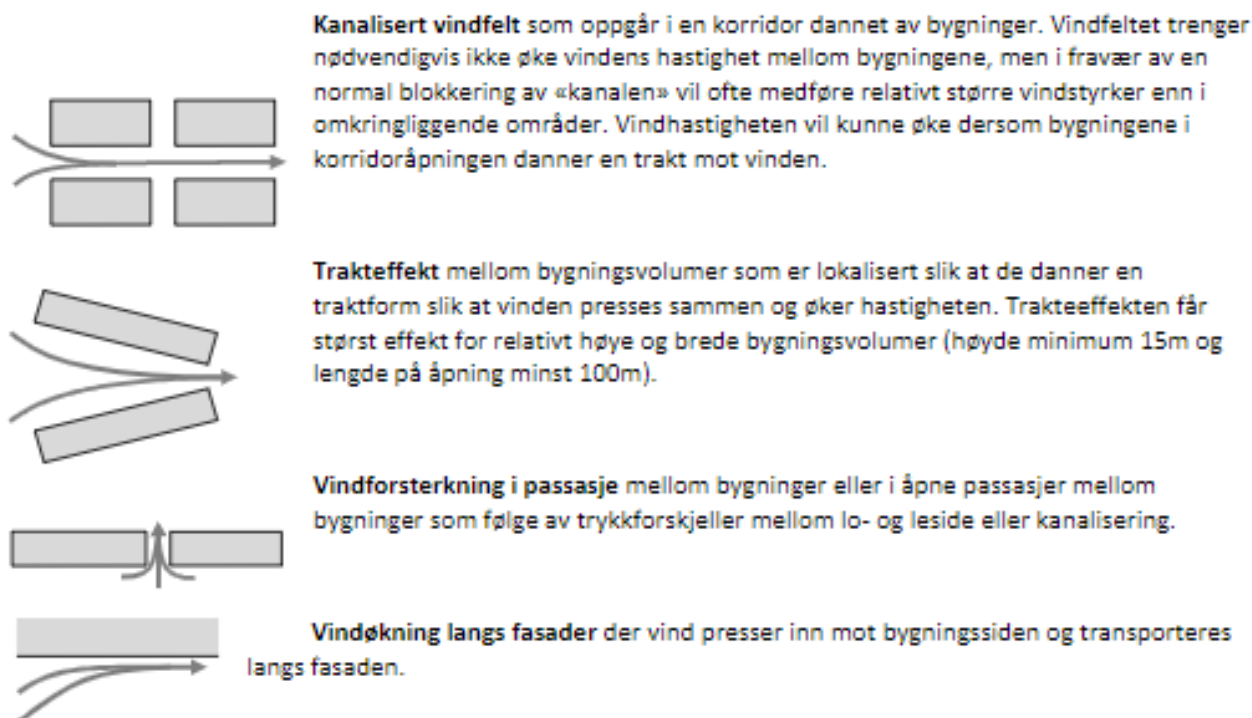 Kanalisert vindfelt som oppgår i en korridor dannet av bygninger. Vindfeltet trenger
nødvendigvis ikke øke vindens hastighet mellom bygningene, men i fravær av en
normal blokkering av «kanalen» vil ofte medføre relativt større vindstyrker enn i
omkringliggende områder. Vindhastigheten vil kunne øke dersom bygningene i
korridoråpningen danner en trakt mot vinden.
Trakteffekt mellom bygningsvolumer som er lokalisert slik at de danner en
traktform slik at vinden presses sammen og øker hastigheten. Trakteeffekten får
størst effekt for relativt høye og brede bygningsvolumer (høyde minimum 15m og
lengde på åpning minst 100m).
Vindforsterkning i passasje mellom bygninger eller i åpne passasjer mellom
bygninger som følge av trykkforskjeller mellom lo- og leside eller kanalisering.
Vindøkning langs fasader der vind presser inn mot bygningssiden og transporteres
langs fasaden.